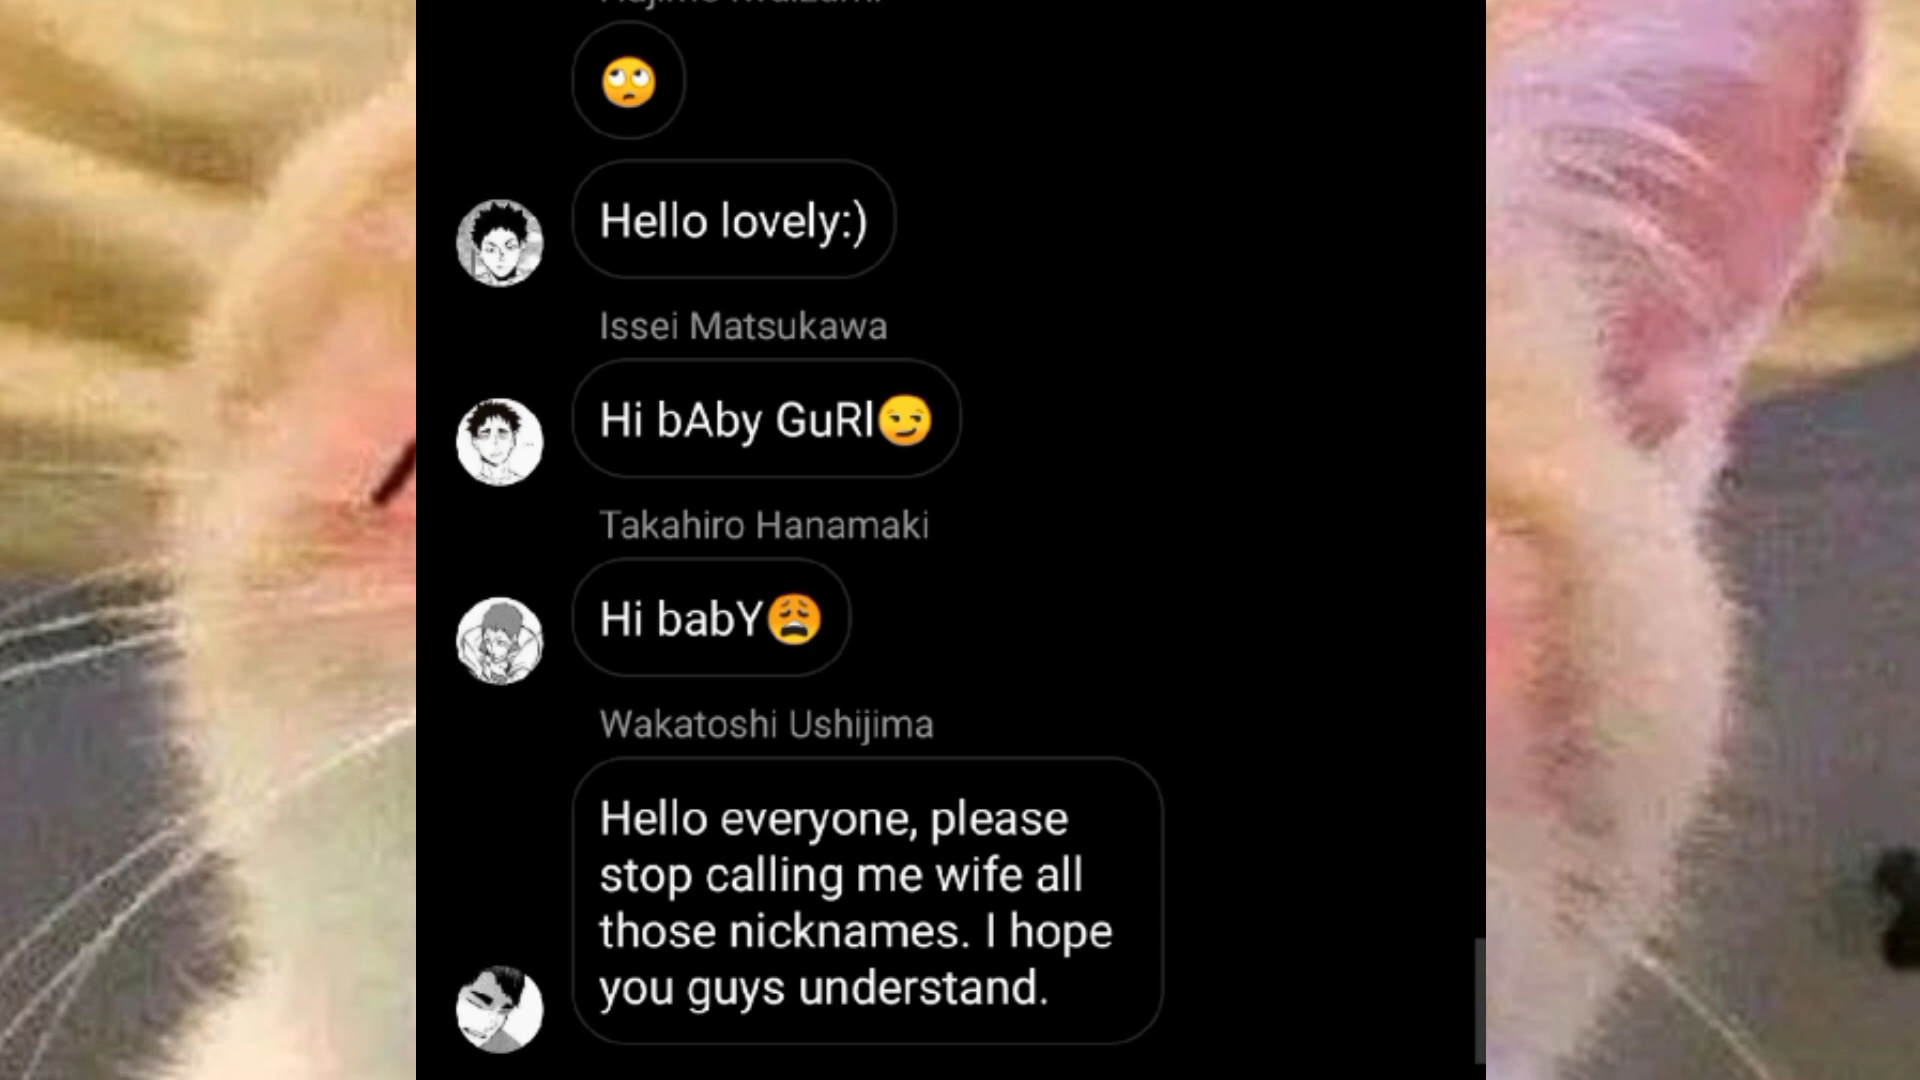 🙄
Hello lovely:)
Issei Matsukawa
Hi bAby GuRl😏
Takahiro Hanamaki
Hi babY😩
Wakatoshi Ushijima
Hello everyone, please
stop calling me wife all
those nicknames. I hope
you guys understand.